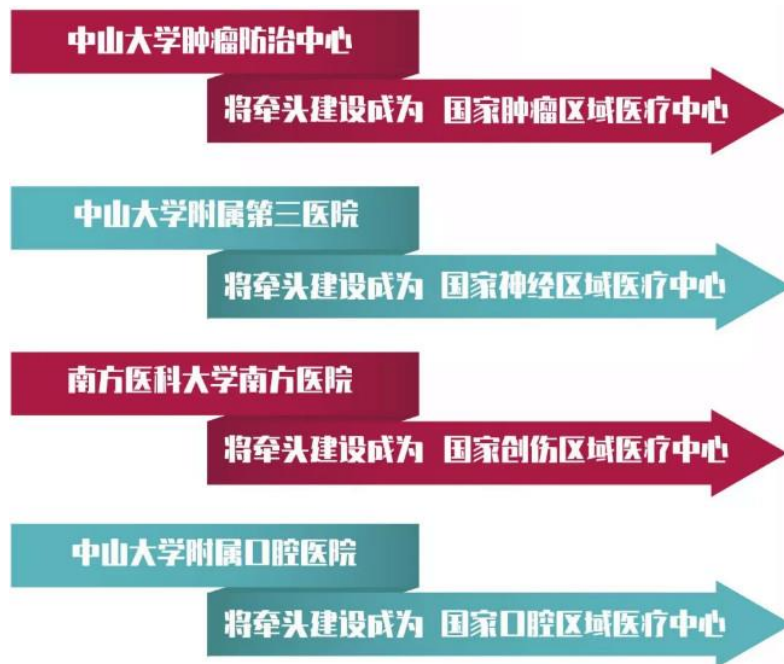 中山大学肿瘤防治中心
将牵头建设成为 国家肿瘤区域医疗中心
中山大学附属第三医院
将牵头建设成为 国家神经区域医疗中心
南方医科大学南方医院
将牵头建设成为 国家创伤区域医疗中心
中山大学附属口腔医院
将牵头建设成为 国家口腔区域医疗中心